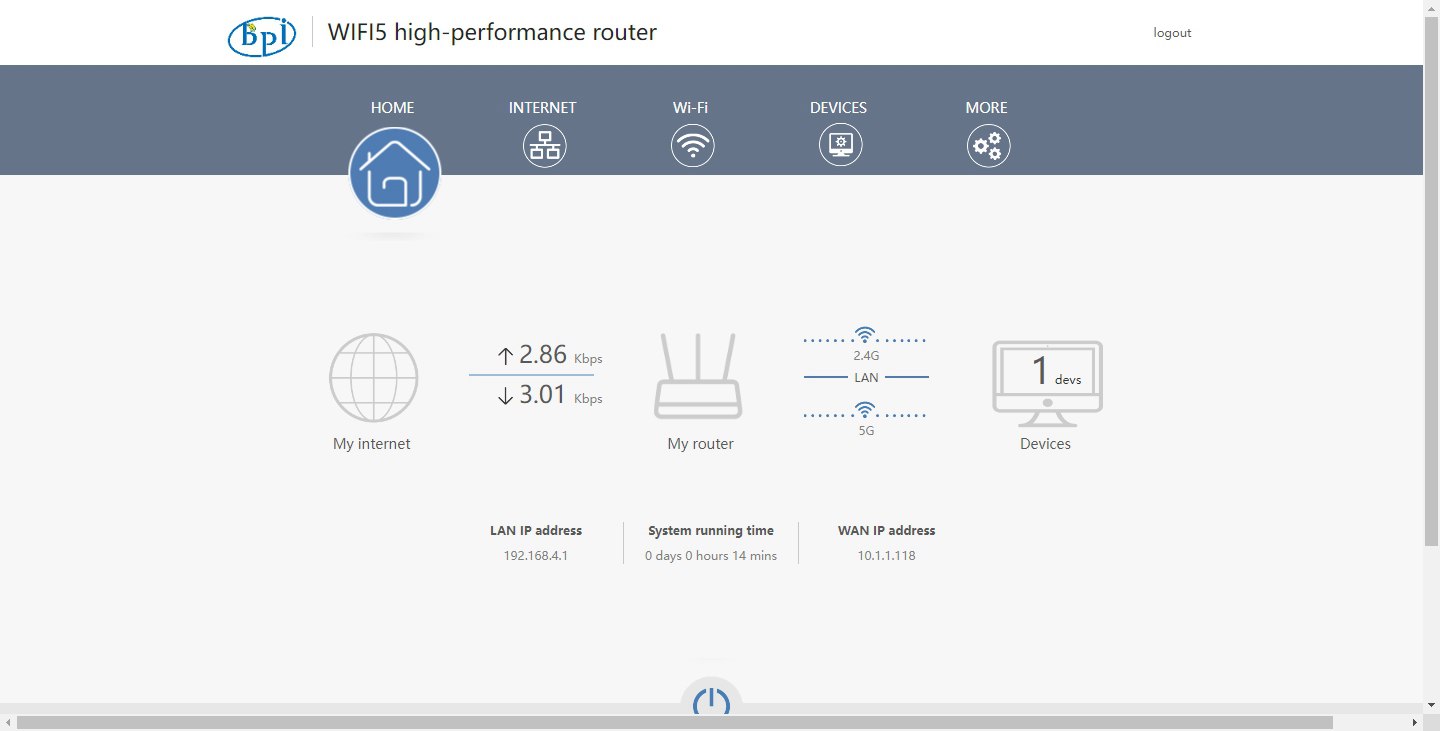 Bpi
WIFI5 high-performance router
logout
HOME
INTERNET
Wi-Fi
DEVICES
MORE
2.86 Kbps
3.01 Kbps
2.4G
LAN
5G
1 devs
My internet
My router
Devices
LAN IP address
System running time
WAN IP address
192.168.4.1
0 days 0 hours 14 mins
10.1.1.118